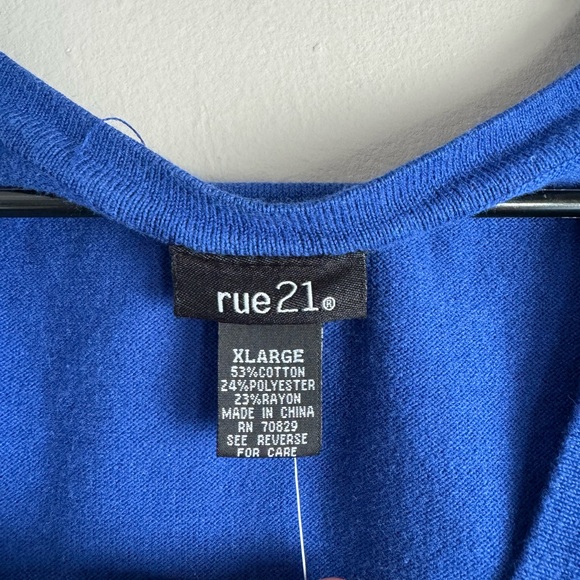 rue21®
XLARGE
53%COTTON
24%POLYESTER
23%RAYON
MADE IN CHINA
RN 70829
SEE REVERSE
FOR CARE